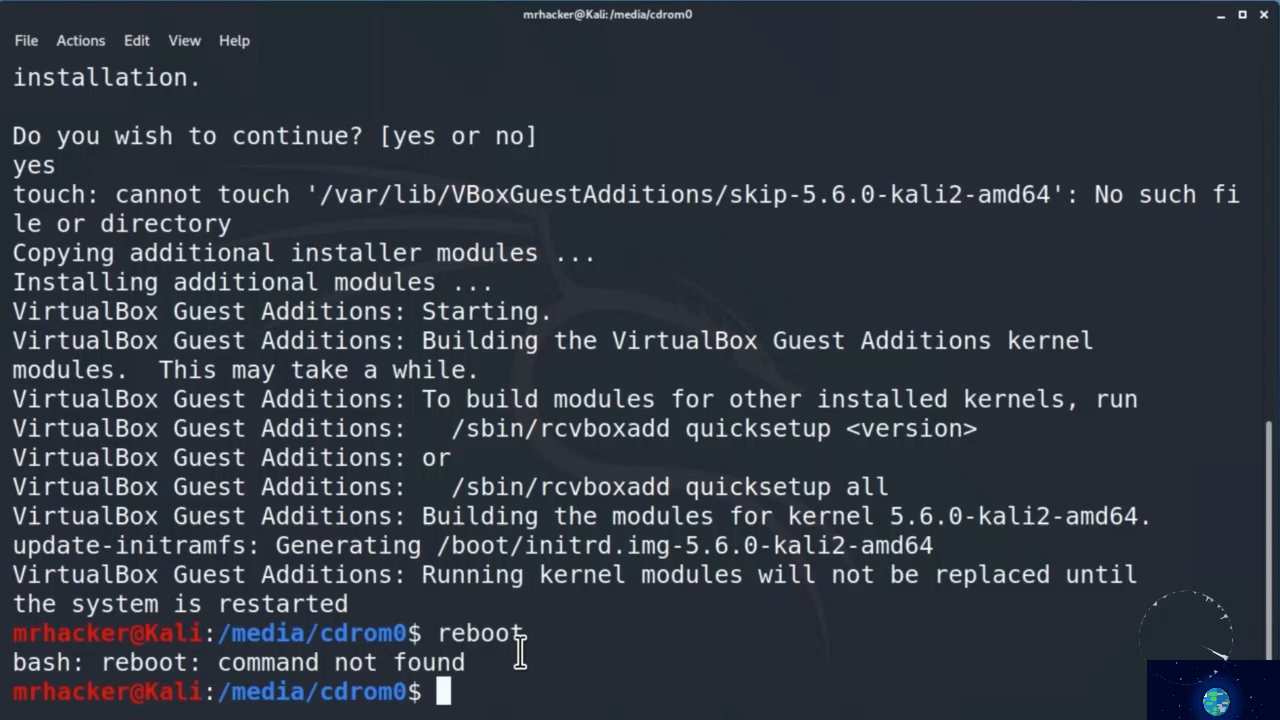 mrhacker@Kali:/media/cdrom0
File Actions Edit View Help
installation.
Do you wish to continue? [yes or no]
yes
touch: cannot touch '/var/lib/VBoxGuestAdditions/skip-5.6.0-kali2-amd64': No such fi
le or directory
Copying additional installer modules ...
Installing additional modules ...
VirtualBox Guest Additions: Starting.
VirtualBox Guest Additions: Building the VirtualBox Guest Additions kernel
modules.  This may take a while.
VirtualBox Guest Additions: To build modules for other installed kernels, run
VirtualBox Guest Additions:   /sbin/rcvboxadd quicksetup <version>
VirtualBox Guest Additions: or
VirtualBox Guest Additions:   /sbin/rcvboxadd quicksetup all
VirtualBox Guest Additions: Building the modules for kernel 5.6.0-kali2-amd64.
update-initramfs: Generating /boot/initrd.img-5.6.0-kali2-amd64
VirtualBox Guest Additions: Running kernel modules will not be replaced until
the system is restarted
mrhacker@Kali:/media/cdrom0$ reboot
bash: reboot: command not found
mrhacker@Kali:/media/cdrom0$